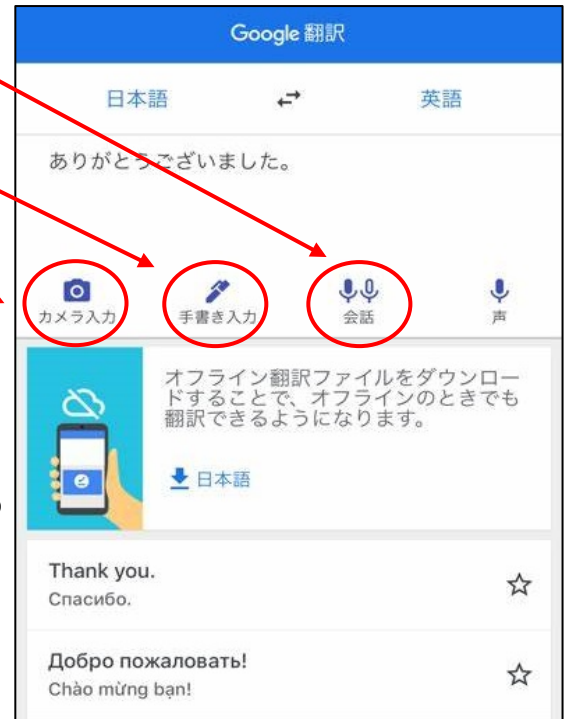 Google 翻訳
日本語
英語
ありがとうございました。
カメラ入力
手書き入力
会話
声
オフライン翻訳ファイルをダウンロー
ドすることで、オフラインのときでも
翻訳できるようになります。
日本語
Thank you.
Спасибо.
Добро пожаловать!
Chào mừng bạn!